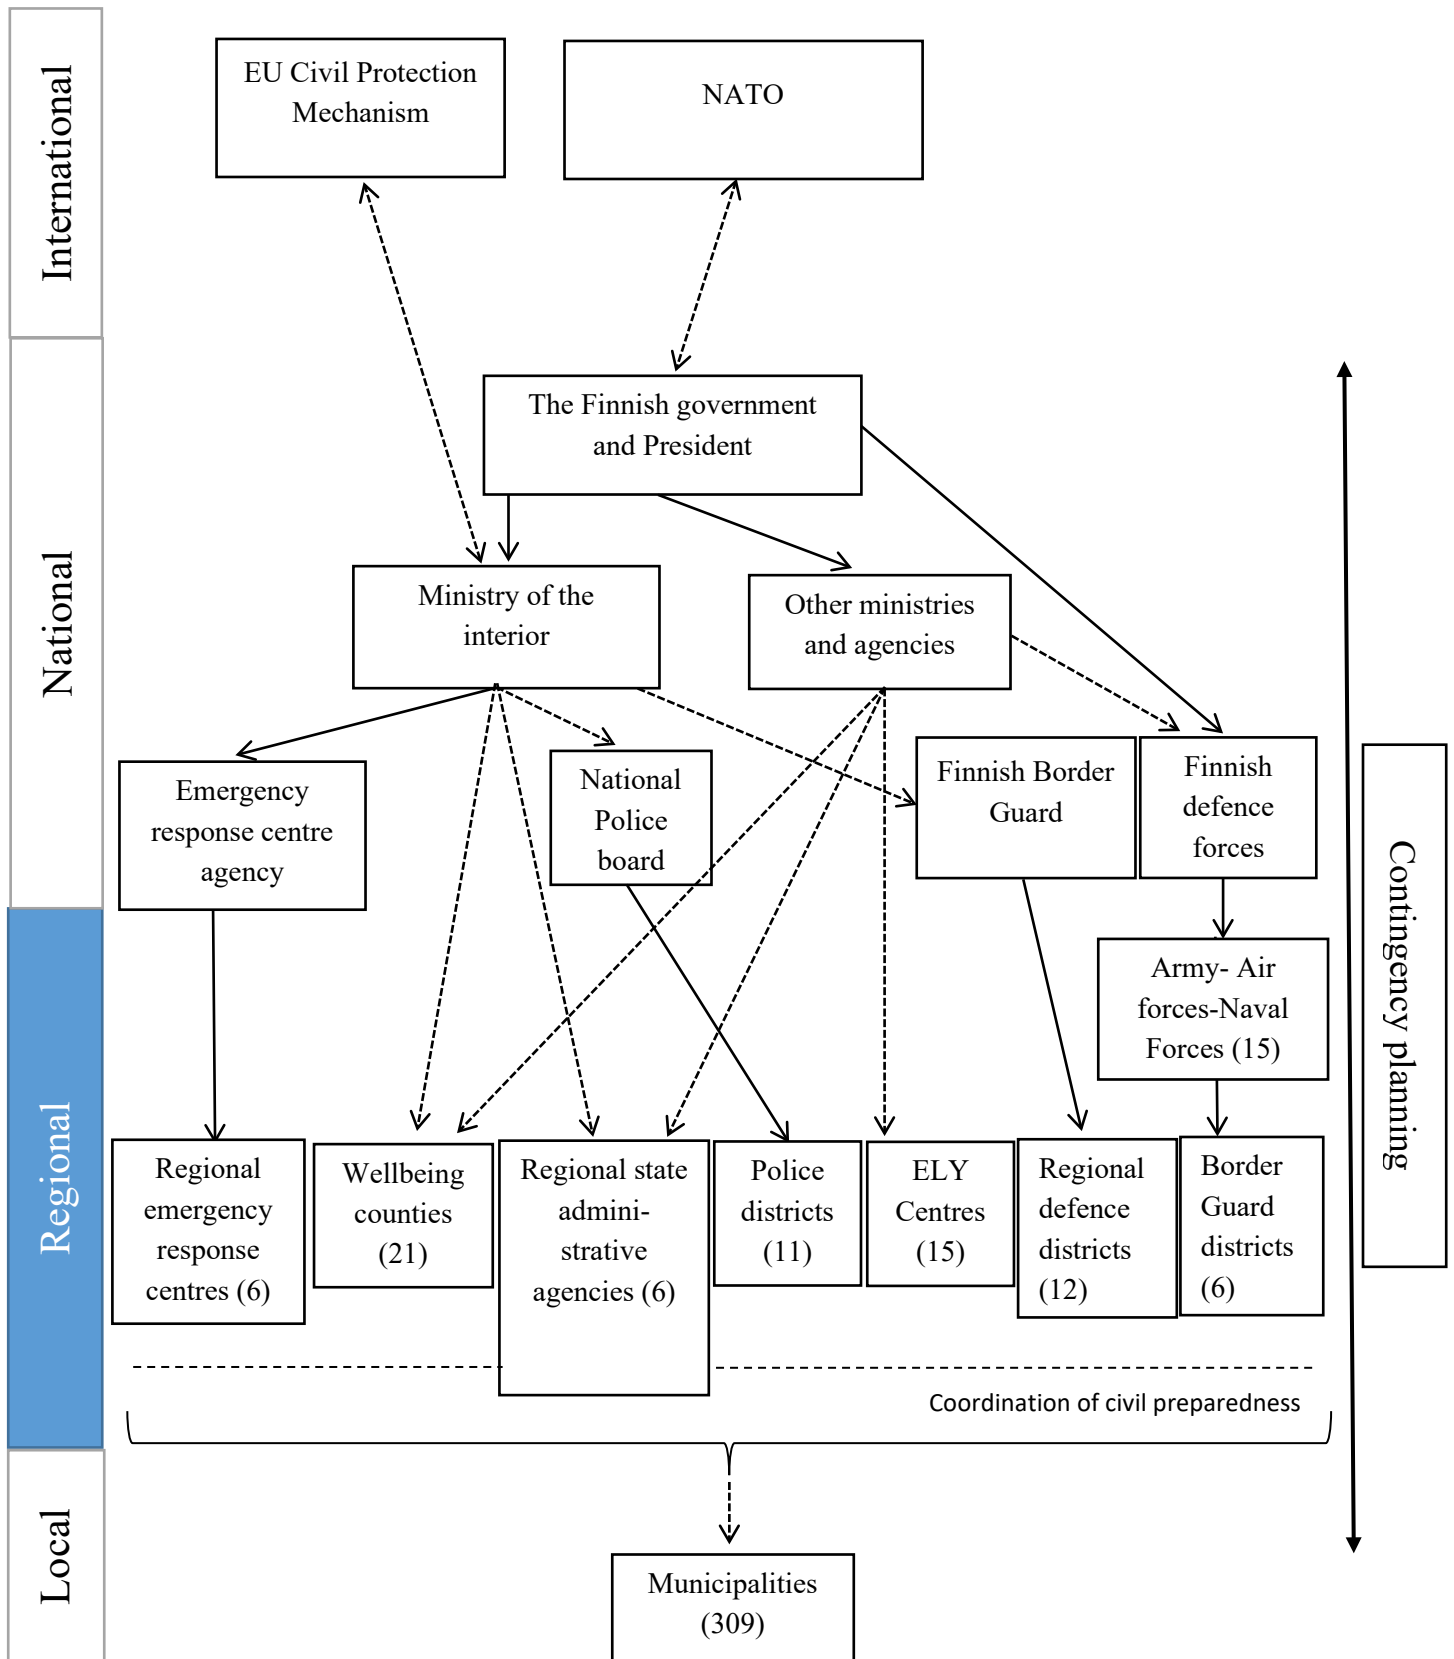 International
EU Civil Protection
Mechanism
NATO
National
The Finnish government
and President
Ministry of the
interior
Other ministries
and agencies
Emergency
response centre
agency
National
Police
board
Finnish Border
Guard
Finnish
defence
forces
Contingency planning
Regional
Army- Air
forces-Naval
Forces (15)
Regional
emergency
response
centres (6)
Wellbeing
counties
(21)
Regional state
admini-
strative
agencies (6)
Police
districts
(11)
ELY
Centres
(15)
Regional
defence
districts
(12)
Border
Guard
districts
(6)
Coordination of civil preparedness
Local
Municipalities
(309)